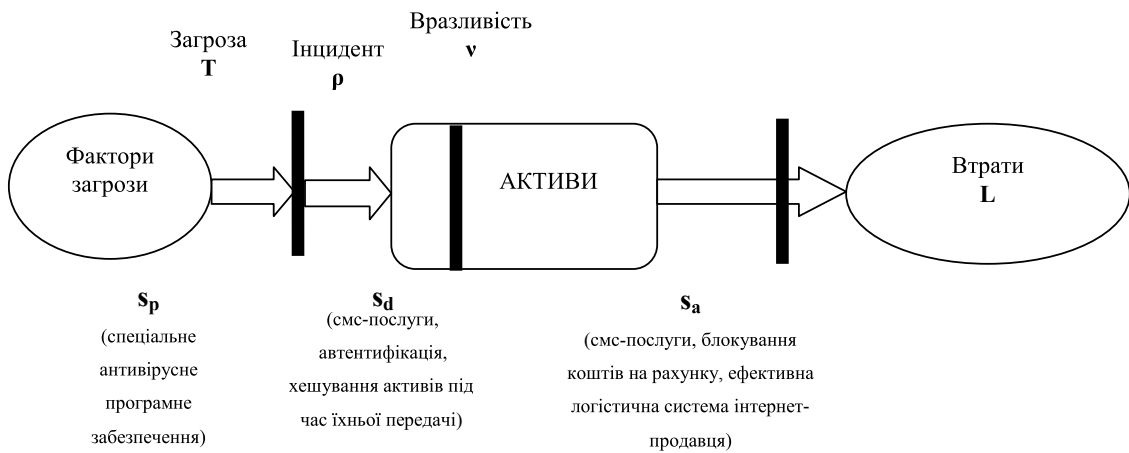 Вразливість
ν
Загроза
T
Інцидент
ρ
Фактори
загрози
АКТИВИ
Втрати
L
sp
(спеціальне
антивірусне
програмне
забезпечення)
sd
(смс-послуги,
автентифікація,
хешування активів під
час їхньої передачі)
sa
(смс-послуги, блокування
коштів на рахунку, ефективна
логістична система інтернет-
продавця)